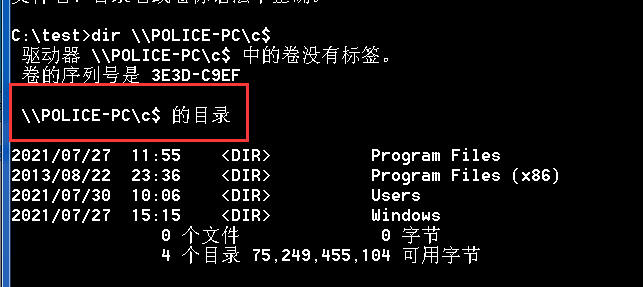 C:\test>dir \\POLICE-PC\c$
驱动器 \\POLICE-PC\c$ 中的卷没有标签。
卷的序列号是 3E3D-C9EF
\\POLICE-PC\c$ 的目录
2021/07/27  11:55    <DIR>          Program Files
2013/08/22  23:36    <DIR>          Program Files (x86)
2021/07/30  10:06    <DIR>          Users
2021/07/27  15:15    <DIR>          Windows
0 个文件              0 字节
4 个目录 75,249,455,104 可用字节